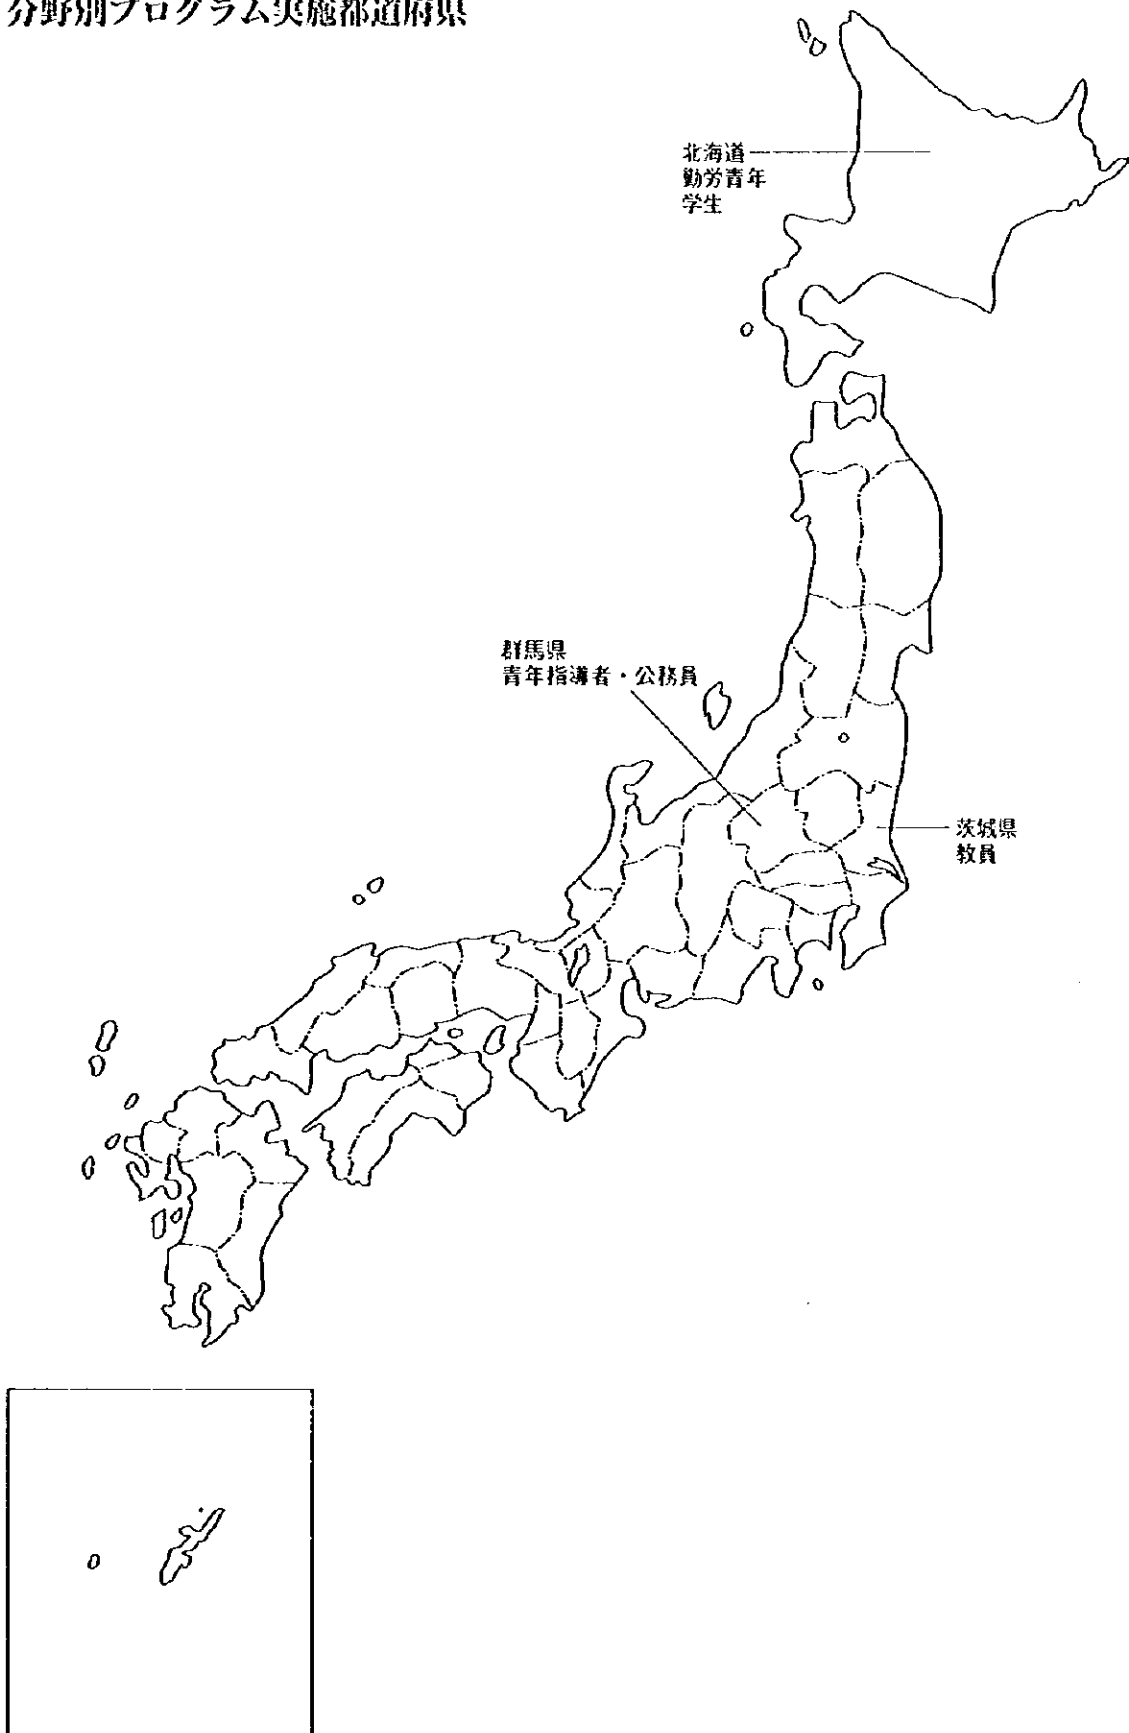 分野別プログラム実施都道府県
北海道
勤労青年
学生
群馬県
青年指導者・公務員
茨城県
教員